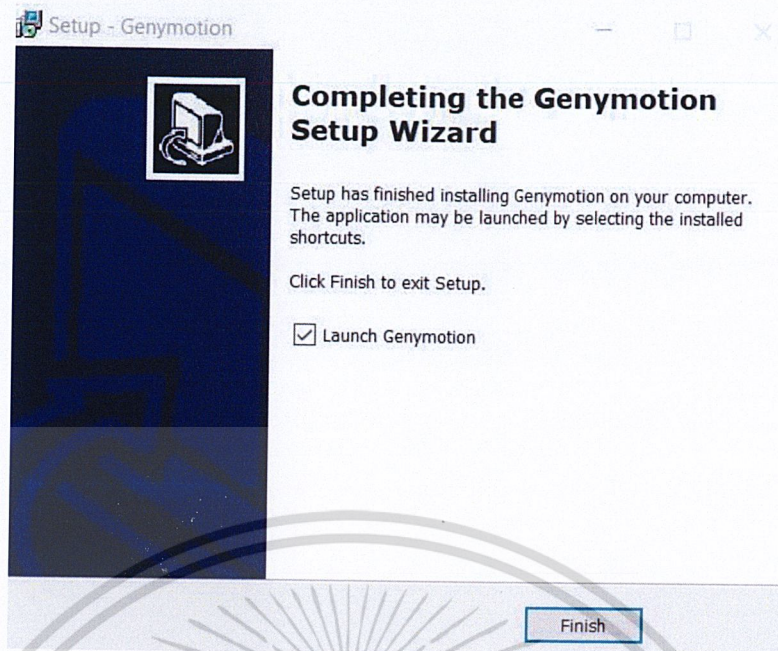 Setup - Genymotion
Completing the Genymotion
Setup Wizard
Setup has finished installing Genymotion on your computer.
The application may be launched by selecting the installed
shortcuts.
Click Finish to exit Setup.
Launch Genymotion
Finish